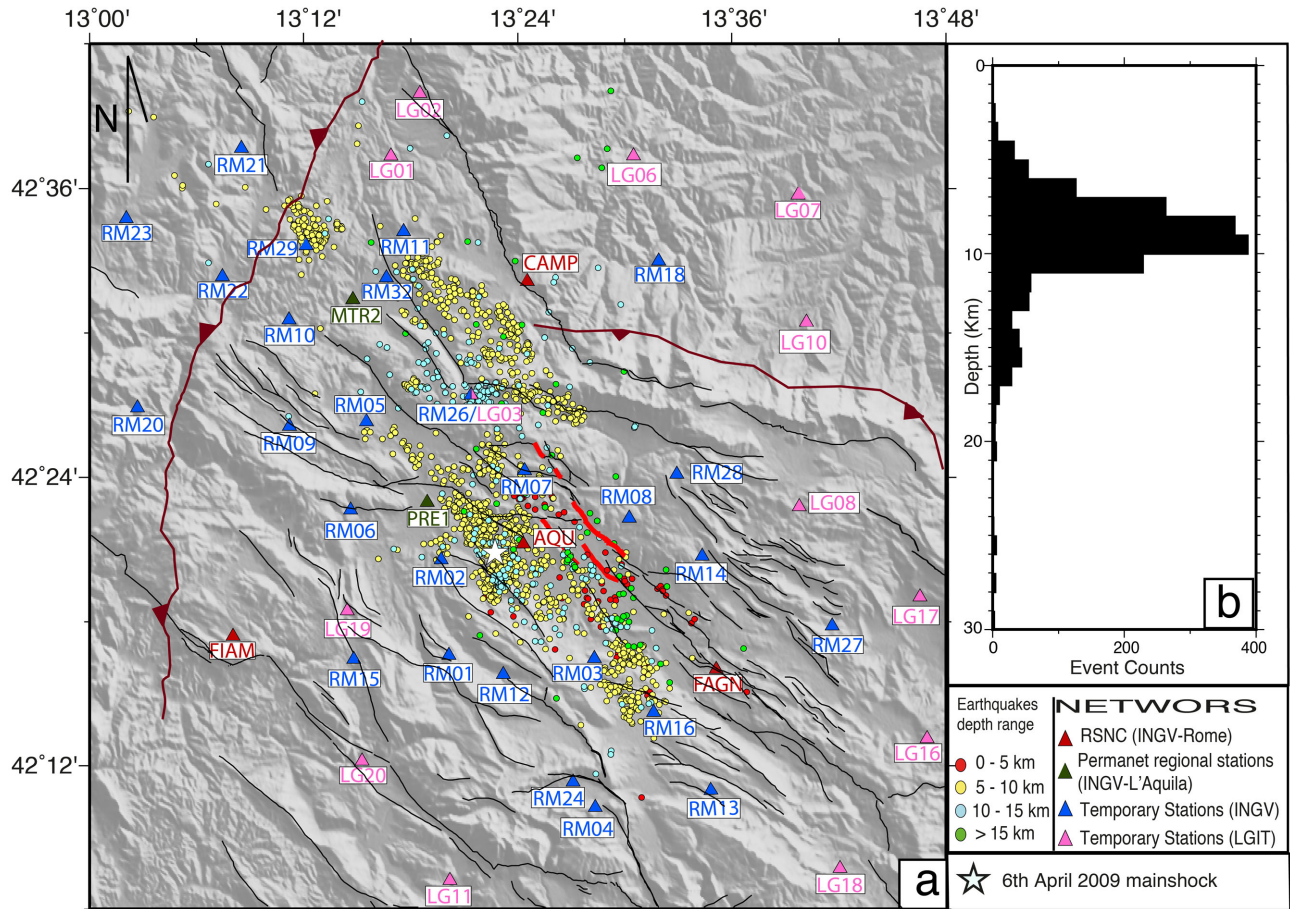 13°00' 13°12' 13°24' 13°36' 13°48'
N
LG02
RM21
LG01
LG06
42°36'
LG07
RM23
RM29
RM11
CAMP
RM18
RM22
RM32
MTR2
RM10
LG10
RM05
RM26/LG03
RM20
RM09
42°24'
RM07
RM28
RM08
LG08
PRE1
RM06
AQU
RM02
RM14
LG17
LG19
RM27
FIAM
RM15
RM01
RM03
FAGN
RM12
RM16
LG16
42°12'
LG20
RM24
RM13
RM04
LG11
LG18
a
0
10
20
30
Depth (Km)
0 200 400
Event Counts
b
Earthquakes
depth range
0 - 5 km
5 - 10 km
10 - 15 km
> 15 km
NETWORS
RSNC (INGV-Rome)
Permanet regional stations
(INGV-L'Aquila)
Temporary Stations (INGV)
Temporary Stations (LGIT)
6th April 2009 mainshock